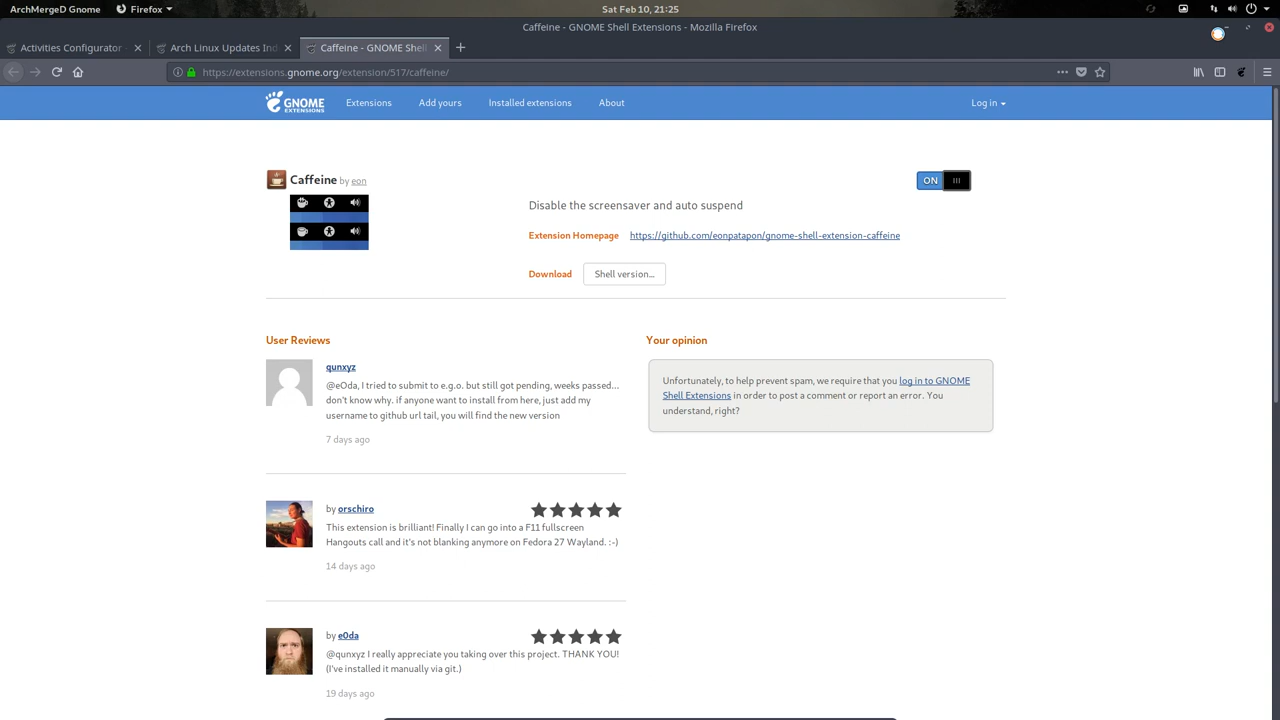 ArchMergeD Gnome
Firefox
Sat Feb 10, 21:25
Caffeine - GNOME Shell Extensions - Mozilla Firefox
Activities Configurator
Arch Linux Updates Ind
Caffeine - GNOME Shell
https://extensions.gnome.org/extension/517/caffeine/
GNOME
EXTENSIONS
Extensions
Add yours
Installed extensions
About
Log in
Caffeine by eon
ON
Disable the screensaver and auto suspend
Extension Homepage https://github.com/eonpatapon/gnome-shell-extension-caffeine
Download Shell version...
User Reviews
qunxyz
@eOda, I tried to submit to e.g.o. but still got pending, weeks passed...
don't know why. if anyone want to install from here, just add my
username to github url tail, you will find the new version
7 days ago
by orschiro
This extension is brilliant! Finally I can go into a F11 fullscreen
Hangouts call and it's not blanking anymore on Fedora 27 Wayland. :-)
14 days ago
by e0da
@qunxyz I really appreciate you taking over this project. THANK YOU!
(I've installed it manually via git.)
19 days ago
Your opinion
Unfortunately, to help prevent spam, we require that you log in to GNOME
Shell Extensions in order to post a comment or report an error. You
understand, right?